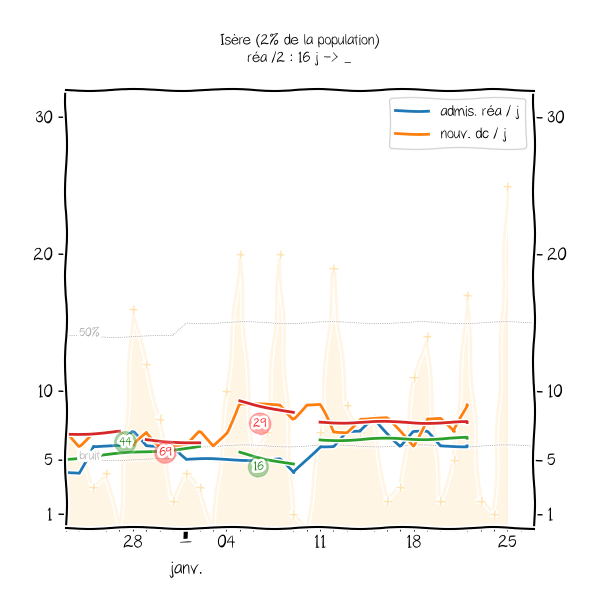 Isère (2% de la population)
réa /2 : 16 j -> _
admis. réa / j
nouv. dc / j
30 30
20 20
50%
10 10
44
69
29
bruit
16
5 5
1 1
28 04 11 18 25
janv.